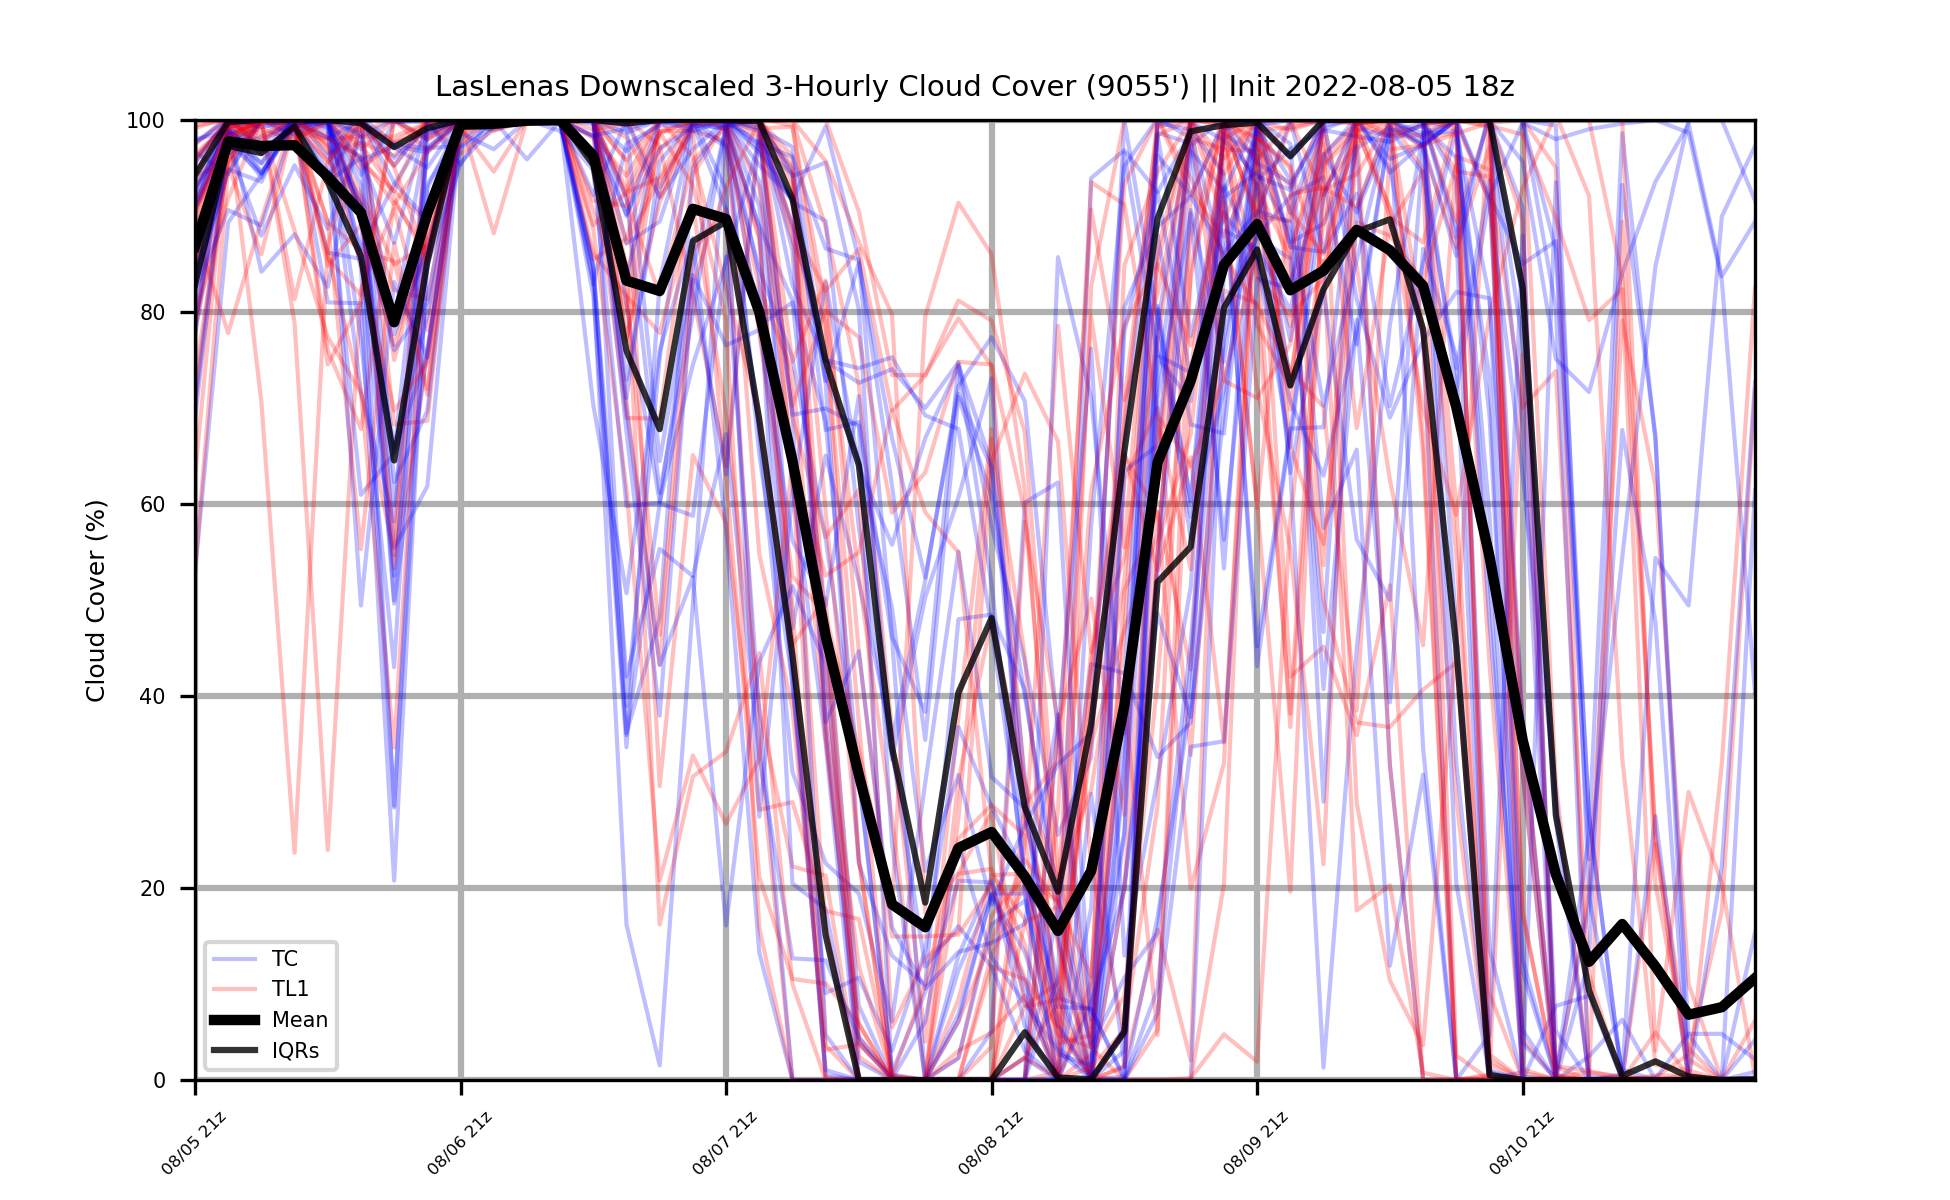 LasLenas Downscaled 3-Hourly Cloud Cover (9055') || Init 2022-08-05 18z
Cloud Cover (%)
100
80
60
40
20
0
TC
TL1
Mean
IQRs
08/05 21z
08/06 21z
08/07 21z
08/08 21z
08/09 21z
08/10 21z